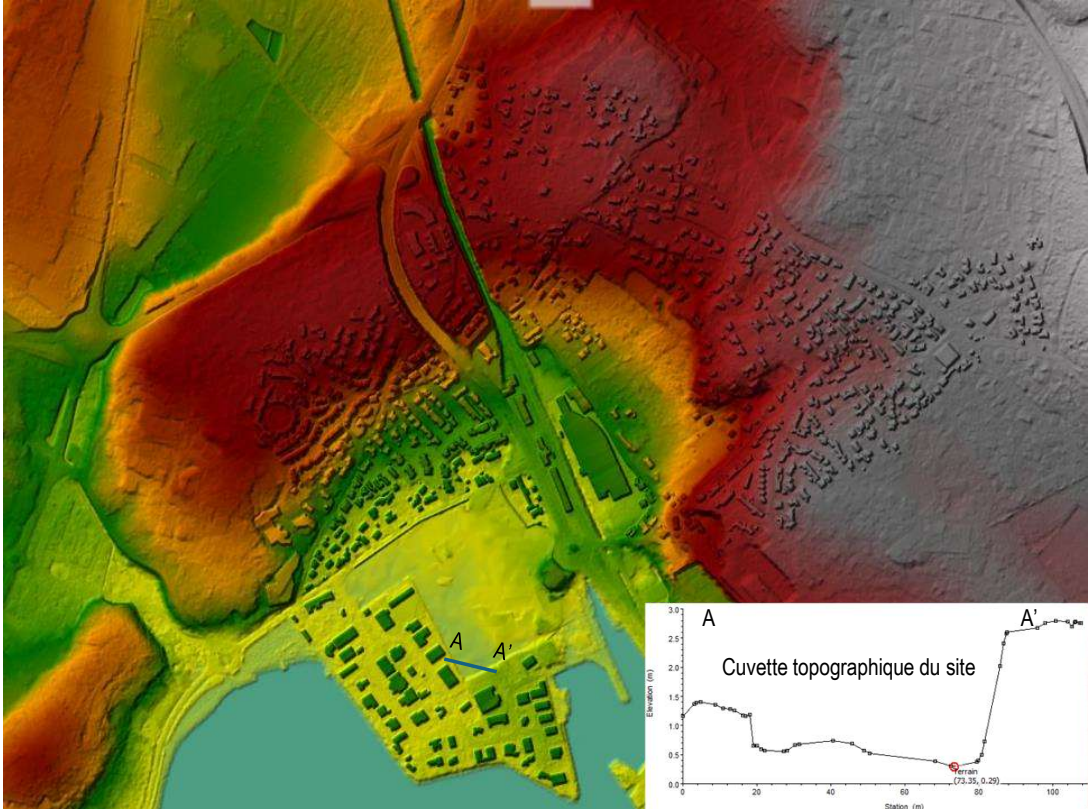 A
A'
A
A'
Cuvette topographique du site
Elevation (m)
3.0
2.5
2.0
1.5
1.0
0.5
0.0
Terrain
(73.35, 0.29)
0
20
40
60
80
100
Station (m)